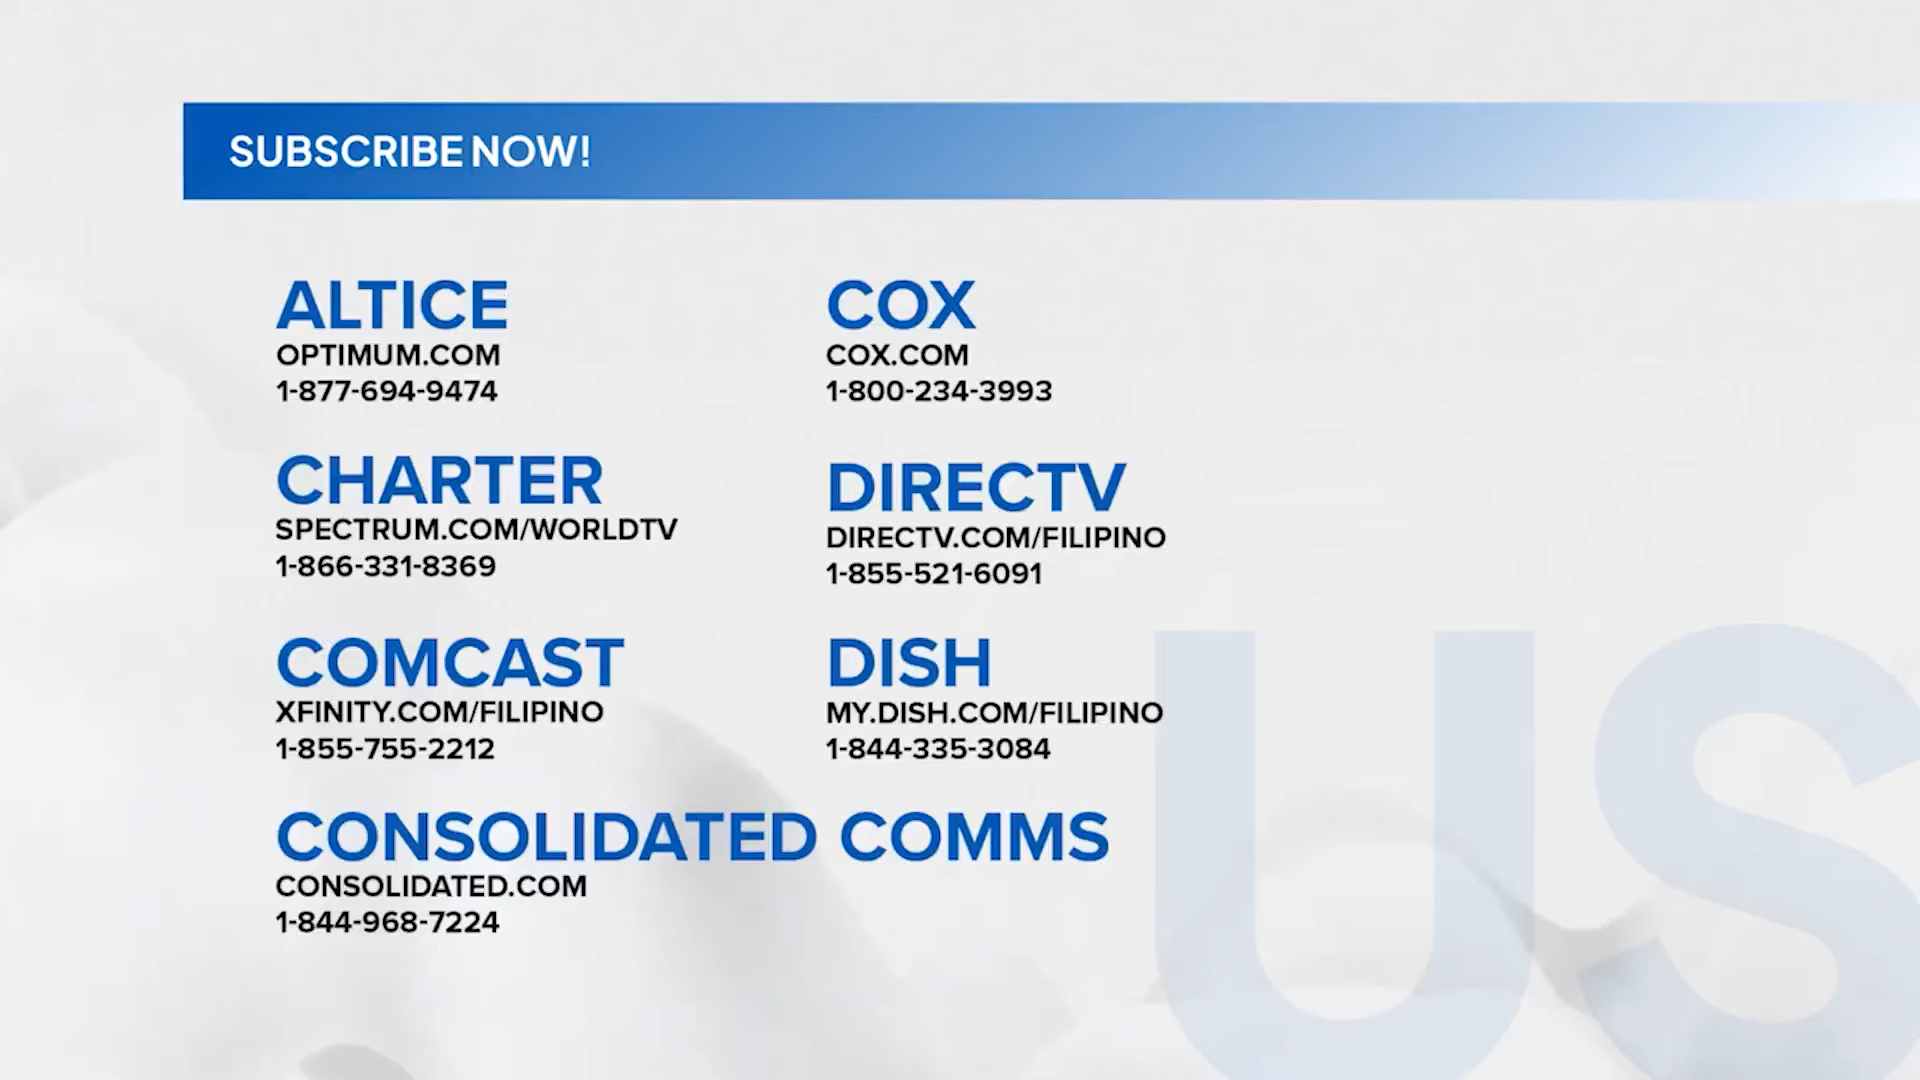 SUBSCRIBE NOW!
ALTICE
OPTIMUM.COM
1-877-694-9474
CHARTER
SPECTRUM.COM/WORLDTV
1-866-331-8369
COMCAST
XFINITY.COM/FILIPINO
1-855-755-2212
CONSOLIDATED COMMS
CONSOLIDATED.COM
1-844-968-7224
COX
COX.COM
1-800-234-3993
DIRECTV
DIRECTV.COM/FILIPINO
1-855-521-6091
DISH
MY.DISH.COM/FILIPINO
1-844-335-3084
US